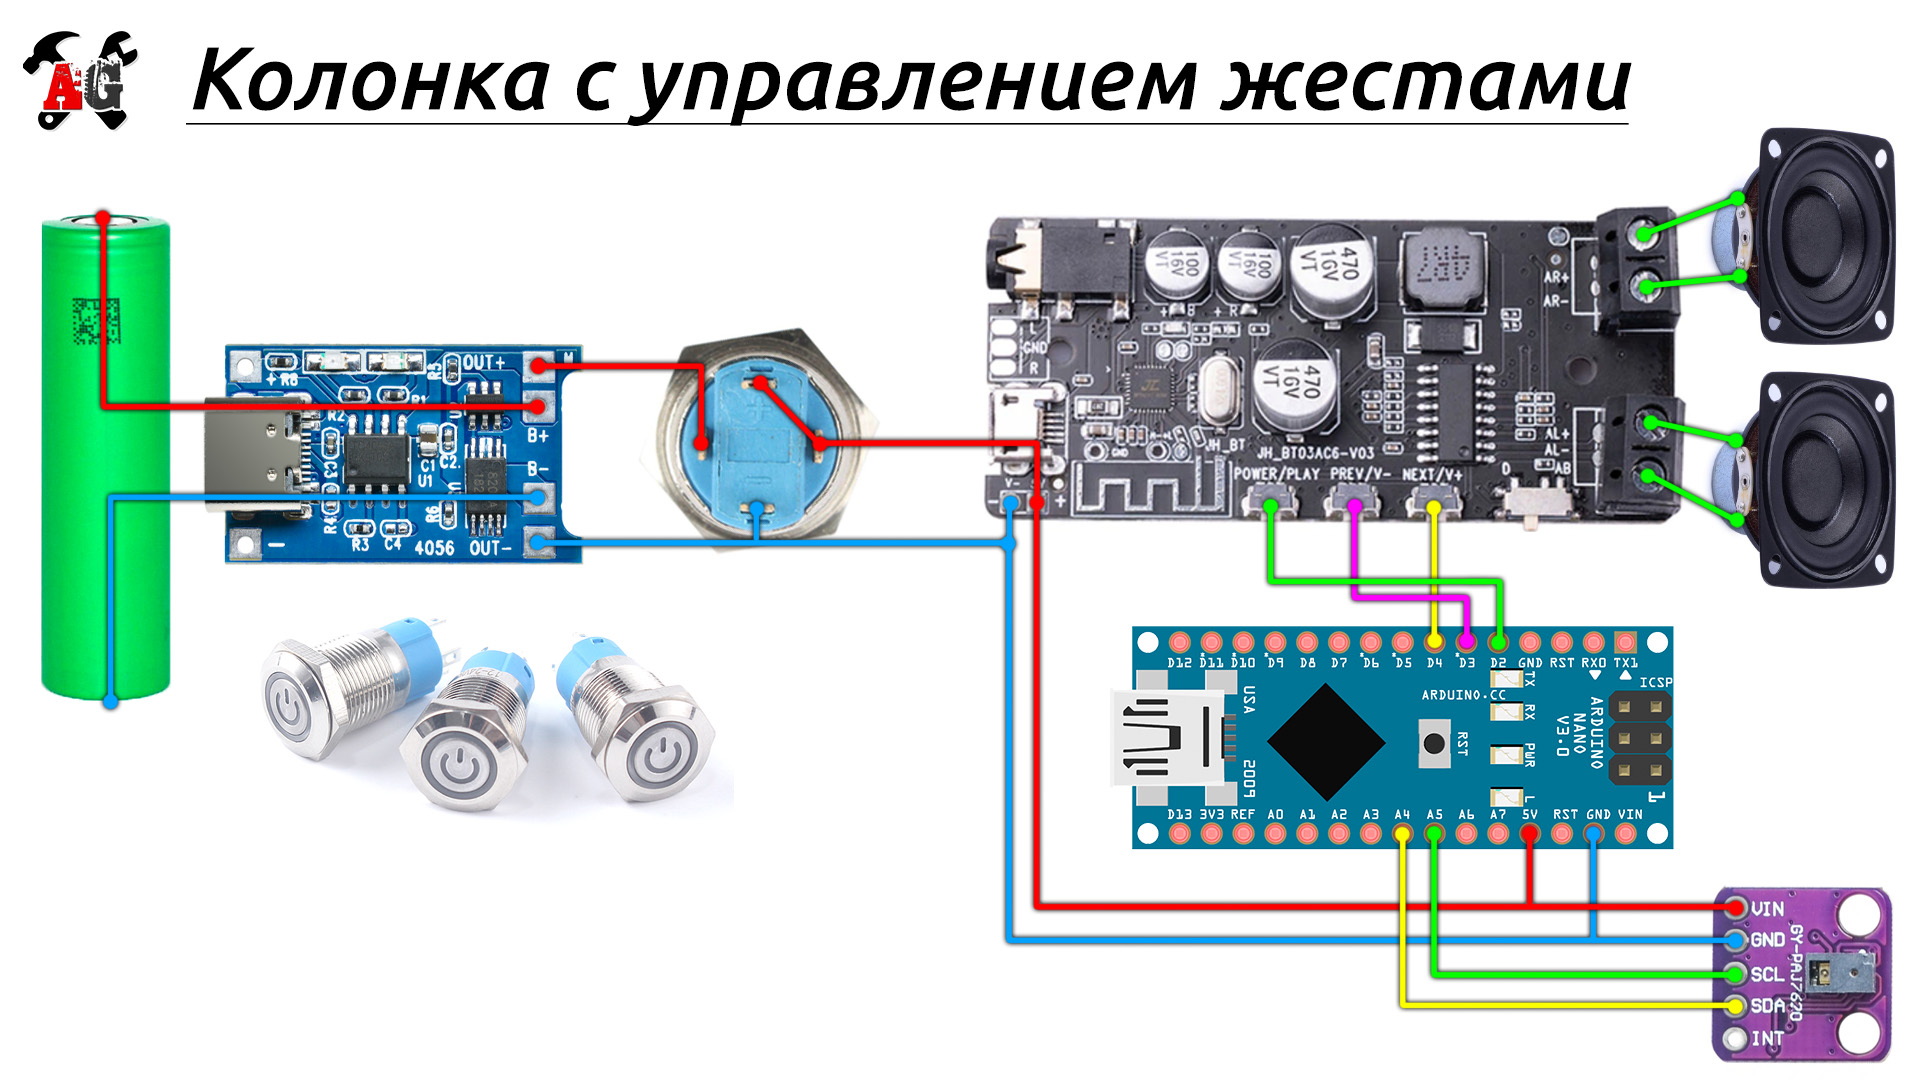 AG
Колонка с управлением жестами
+ R8
R5
OUT+
R2
R1
B+
C3
C1
C2
U1
B-
R4
R3
C4
R6
4056
OUT-
-
100
16V
VT
100
16V
VT
470
16V
VT
4R7
AR+
AR-
L
GND
R
470
16V
VT
GND
JH_BT
JH_BT03AC6-V03
AL+
AL-
D
AB
POWER/PLAY
PREV/V-
NEXT/V+
- V- +
D12 D11 D10 D9 D8 D7 D6 D5 D4 D3 D2 GND RST RX0 TX1
ICSP
TX
RX
PWR
L
USA
2009
ARDUINO.CC
RST
ARDUINO
NANO
V3.0
1
D13 3V3 REF A0 A1 A2 A3 A4 A5 A6 A7 5V RST GND VIN
VIN
GND
SCL
SDA
INT
GY-PAJ7620